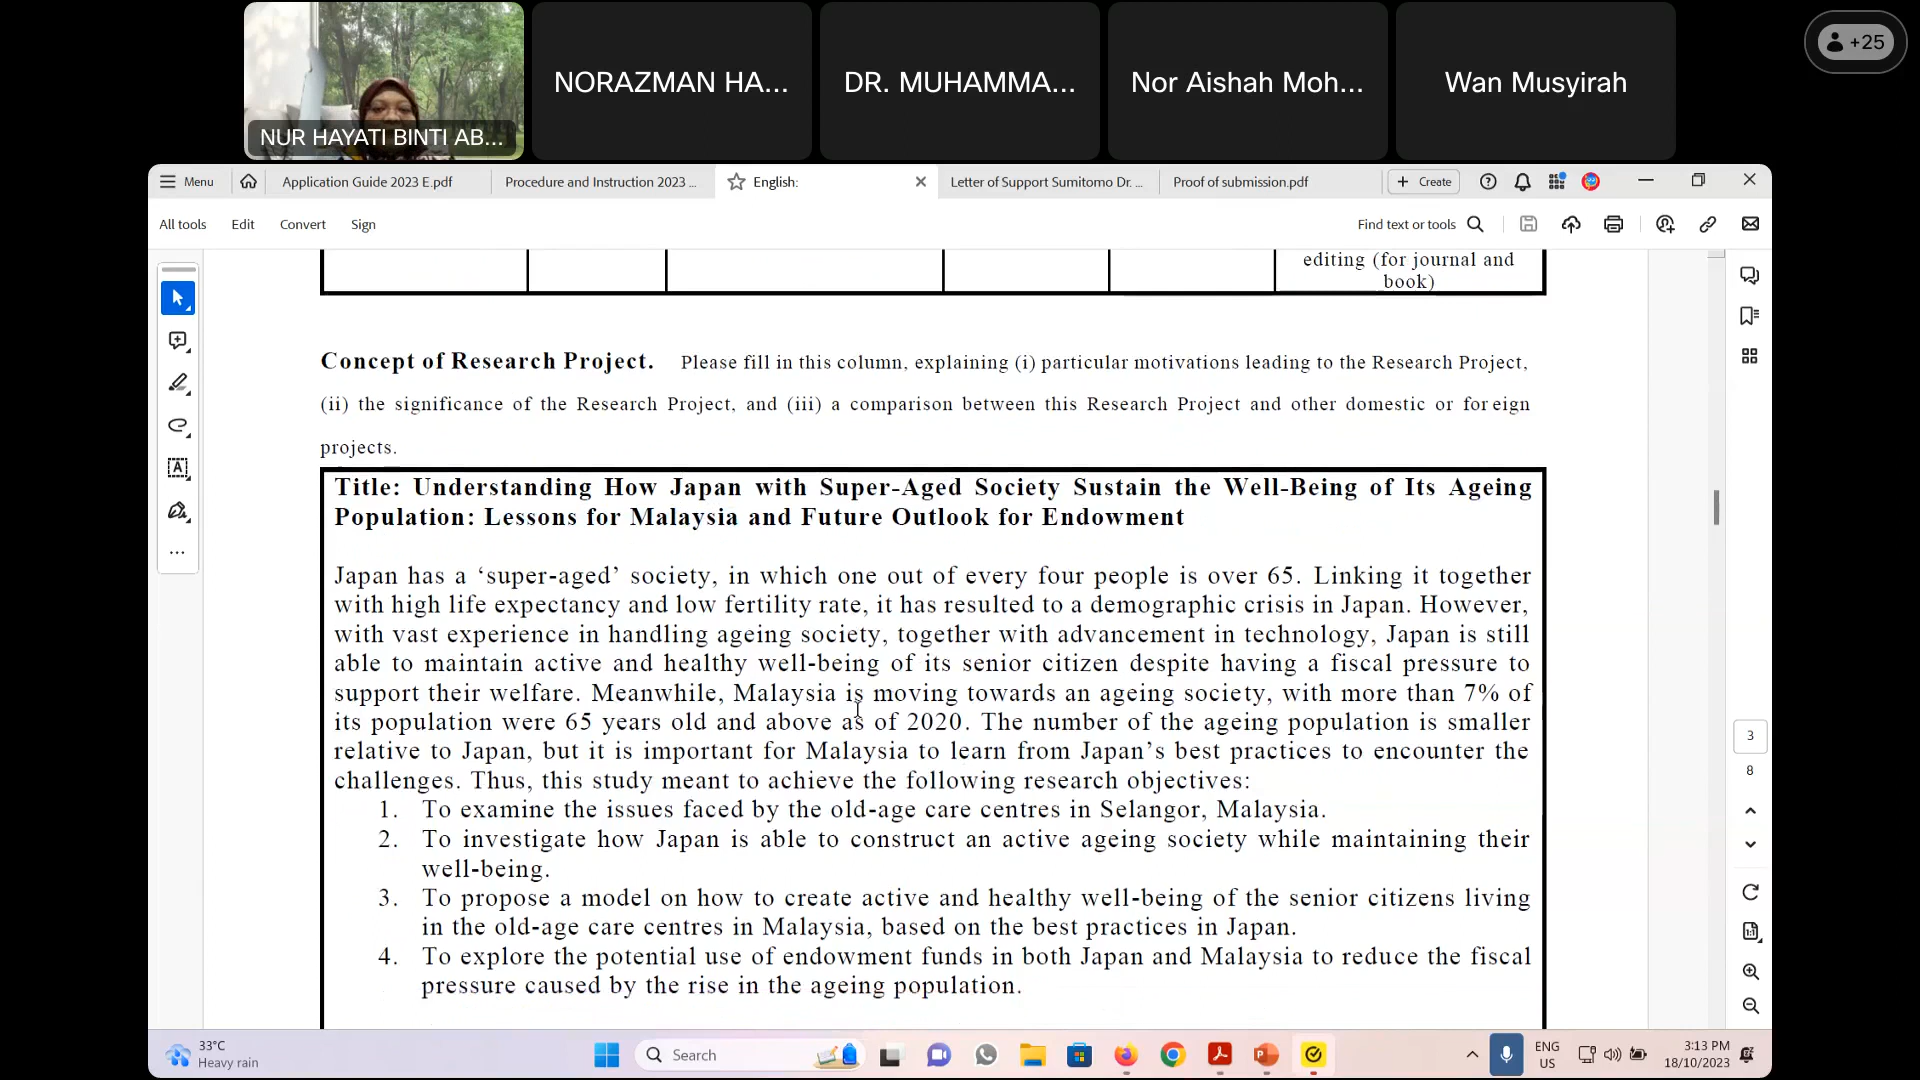 NUR HAYATI BINTI AB...
NORAZMAN HA...
DR. MUHAMMA...
Nor Aishah Moh...
Wan Musyirah
+25
Menu
Application Guide 2023 E.pdf
Procedure and Instruction 2023 ...
English:
Letter of Support Sumitomo Dr. ...
Proof of submission.pdf
Create
All tools
Edit
Convert
Sign
Find text or tools
editing (for journal and
book)
Concept of Research Project. Please fill in this column, explaining (i) particular motivations leading to the Research Project,
(ii) the significance of the Research Project, and (iii) a comparison between this Research Project and other domestic or foreign
projects.
Title: Understanding How Japan with Super-Aged Society Sustain the Well-Being of Its Ageing
Population: Lessons for Malaysia and Future Outlook for Endowment
Japan has a ‘super-aged’ society, in which one out of every four people is over 65. Linking it together
with high life expectancy and low fertility rate, it has resulted to a demographic crisis in Japan. However,
with vast experience in handling ageing society, together with advancement in technology, Japan is still
able to maintain active and healthy well-being of its senior citizen despite having a fiscal pressure to
support their welfare. Meanwhile, Malaysia is moving towards an ageing society, with more than 7% of
its population were 65 years old and above as of 2020. The number of the ageing population is smaller
relative to Japan, but it is important for Malaysia to learn from Japan’s best practices to encounter the
challenges. Thus, this study meant to achieve the following research objectives:
1. To examine the issues faced by the old-age care centres in Selangor, Malaysia.
2. To investigate how Japan is able to construct an active ageing society while maintaining their
well-being.
3. To propose a model on how to create active and healthy well-being of the senior citizens living
in the old-age care centres in Malaysia, based on the best practices in Japan.
4. To explore the potential use of endowment funds in both Japan and Malaysia to reduce the fiscal
pressure caused by the rise in the ageing population.
3
8
33°C
Heavy rain
Search
ENG
US
3:13 PM
18/10/2023